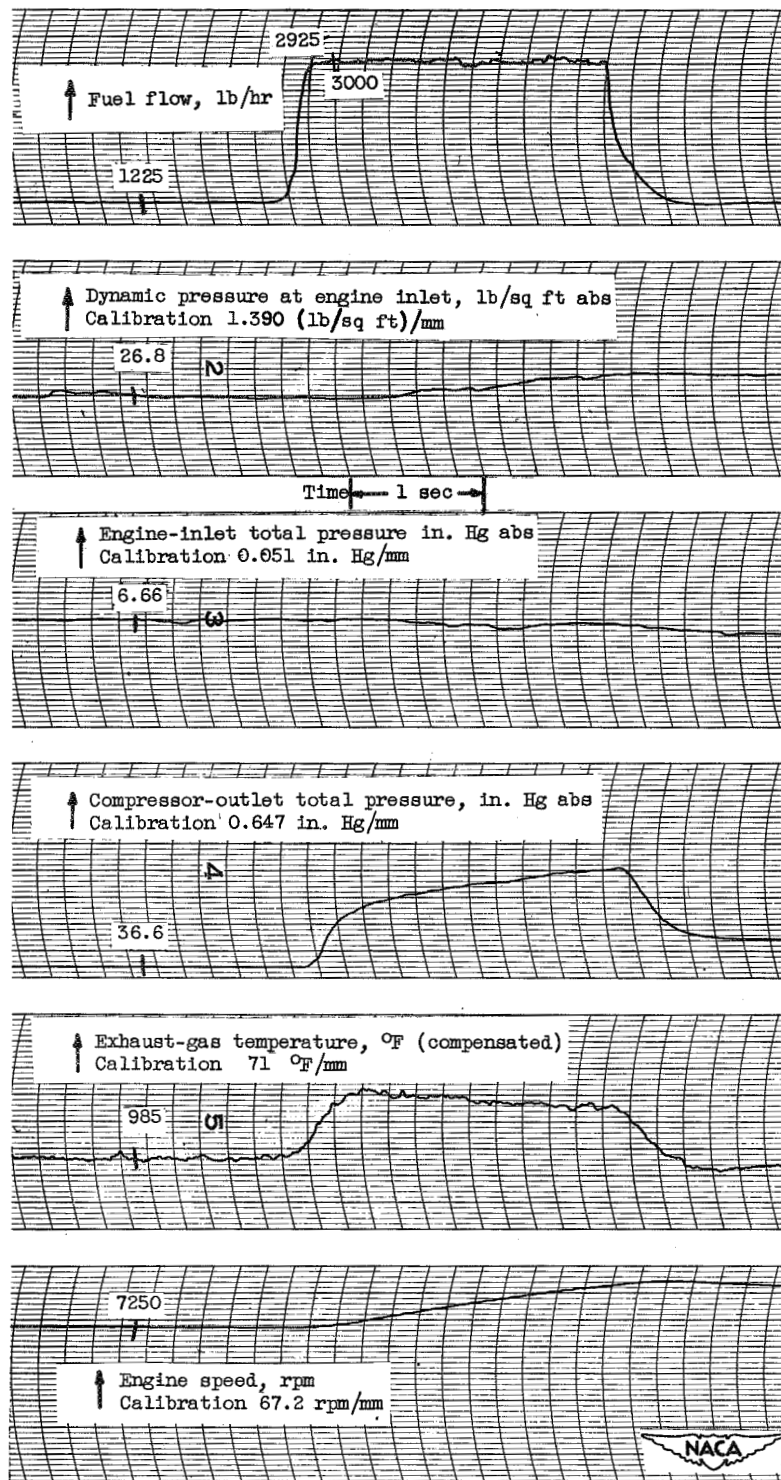 2925
↑ Fuel flow, lb/hr
3000
1225
↑ Dynamic pressure at engine inlet, lb/sq ft abs
Calibration 1.390 (lb/sq ft)/mm
26.8
2
Time 1 sec
↑ Engine-inlet total pressure in. Hg abs
Calibration 0.051 in. Hg/mm
6.66
3
↑ Compressor-outlet total pressure, in. Hg abs
Calibration 0.647 in. Hg/mm
4
36.6
↑ Exhaust-gas temperature, °F (compensated)
Calibration 71 °F/mm
985
5
7250
↑ Engine speed, rpm
Calibration 67.2 rpm/mm
NACA